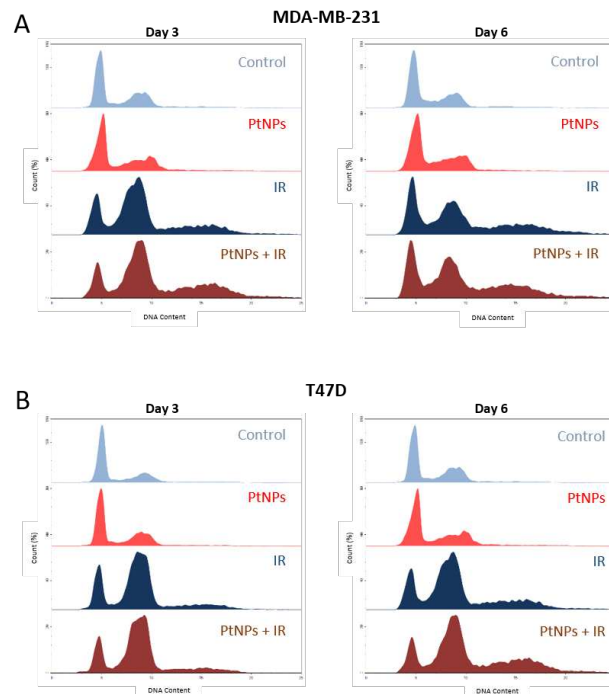 MDA-MB-231
A
Day 3
Day 6
Control
Control
PtNPs
PtNPs
IR
IR
PtNPs + IR
PtNPs + IR
Count (%)
Count (%)
DNA Content
DNA Content
T47D
B
Day 3
Day 6
Control
Control
PtNPs
PtNPs
IR
IR
PtNPs + IR
PtNPs + IR
Count (%)
Count (%)
DNA Content
DNA Content